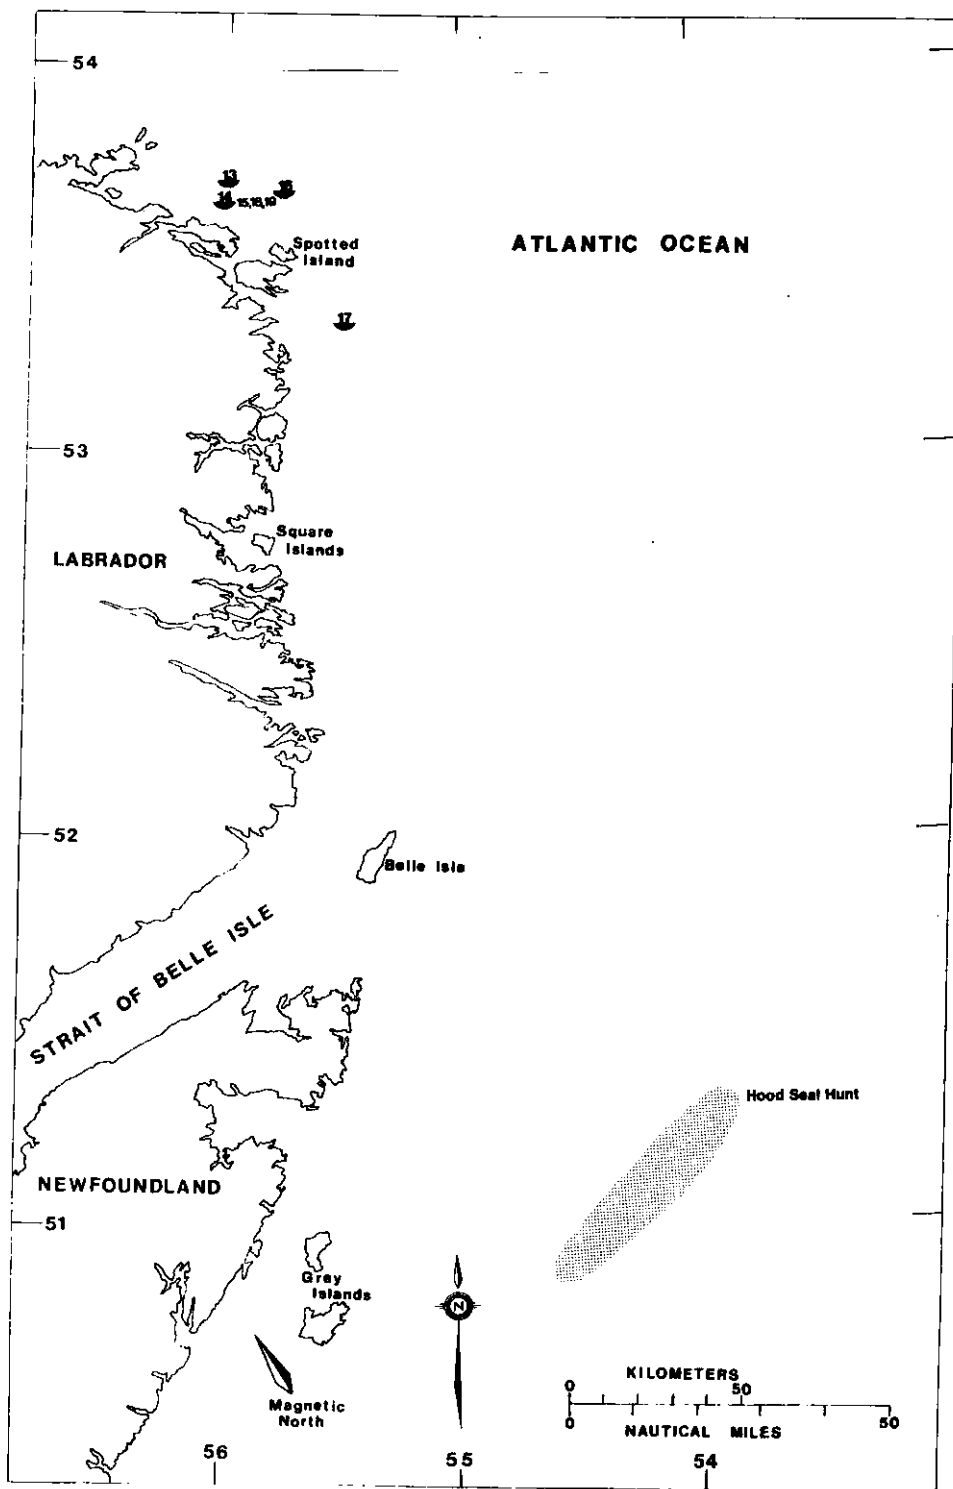 54
13
14
15,18,19
16
Spotted
Island
ATLANTIC OCEAN
17
53
Square
Islands
LABRADOR
52
Belle Isle
STRAIT OF BELLE ISLE
Hood Seal Hunt
NEWFOUNDLAND
51
Grey
Islands
N
Magnetic
North
KILOMETERS
0 50
0 50
NAUTICAL MILES
56 55 54